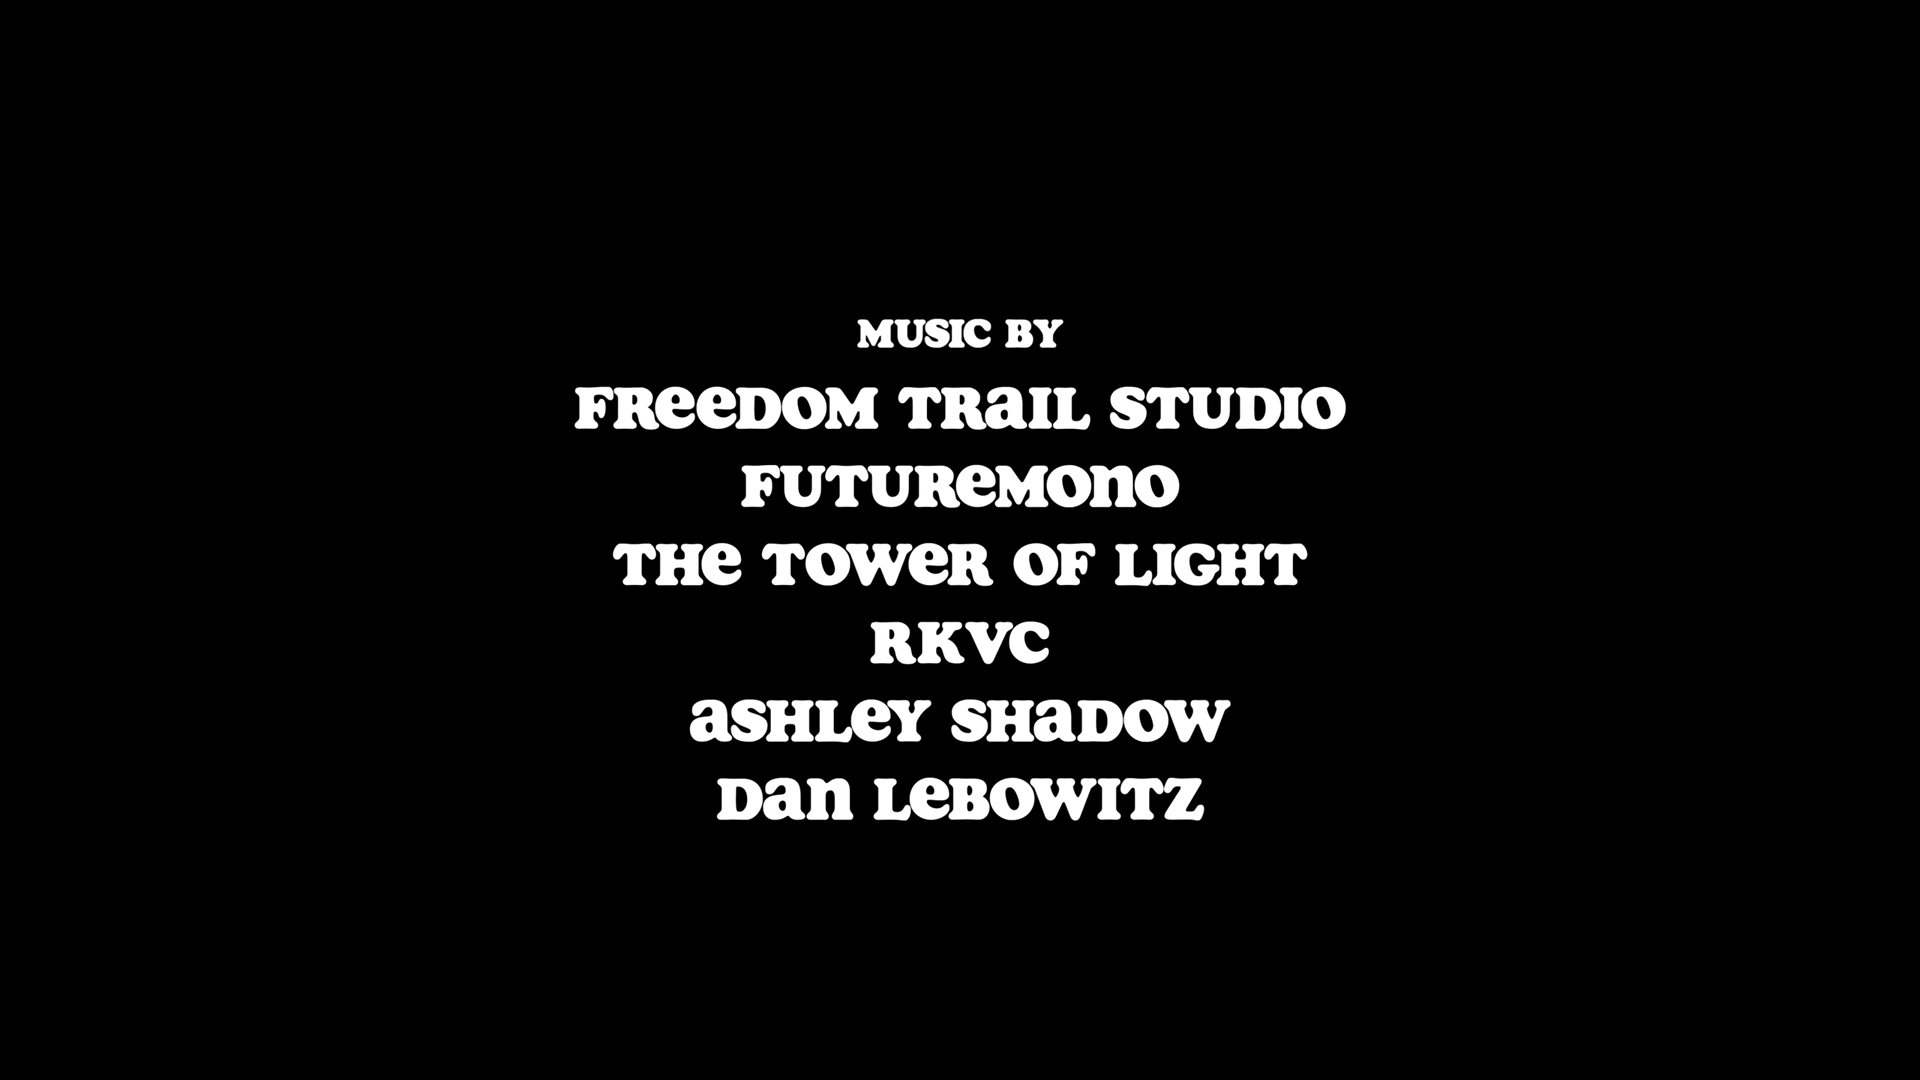 MUSIC BY
FReeDOM TRaIL STUDIO
FUTUReMOnO
THe TOWeR OF LIGHT
RKVC
aSHLeY SHaDOW
Dan LeBOWITZ